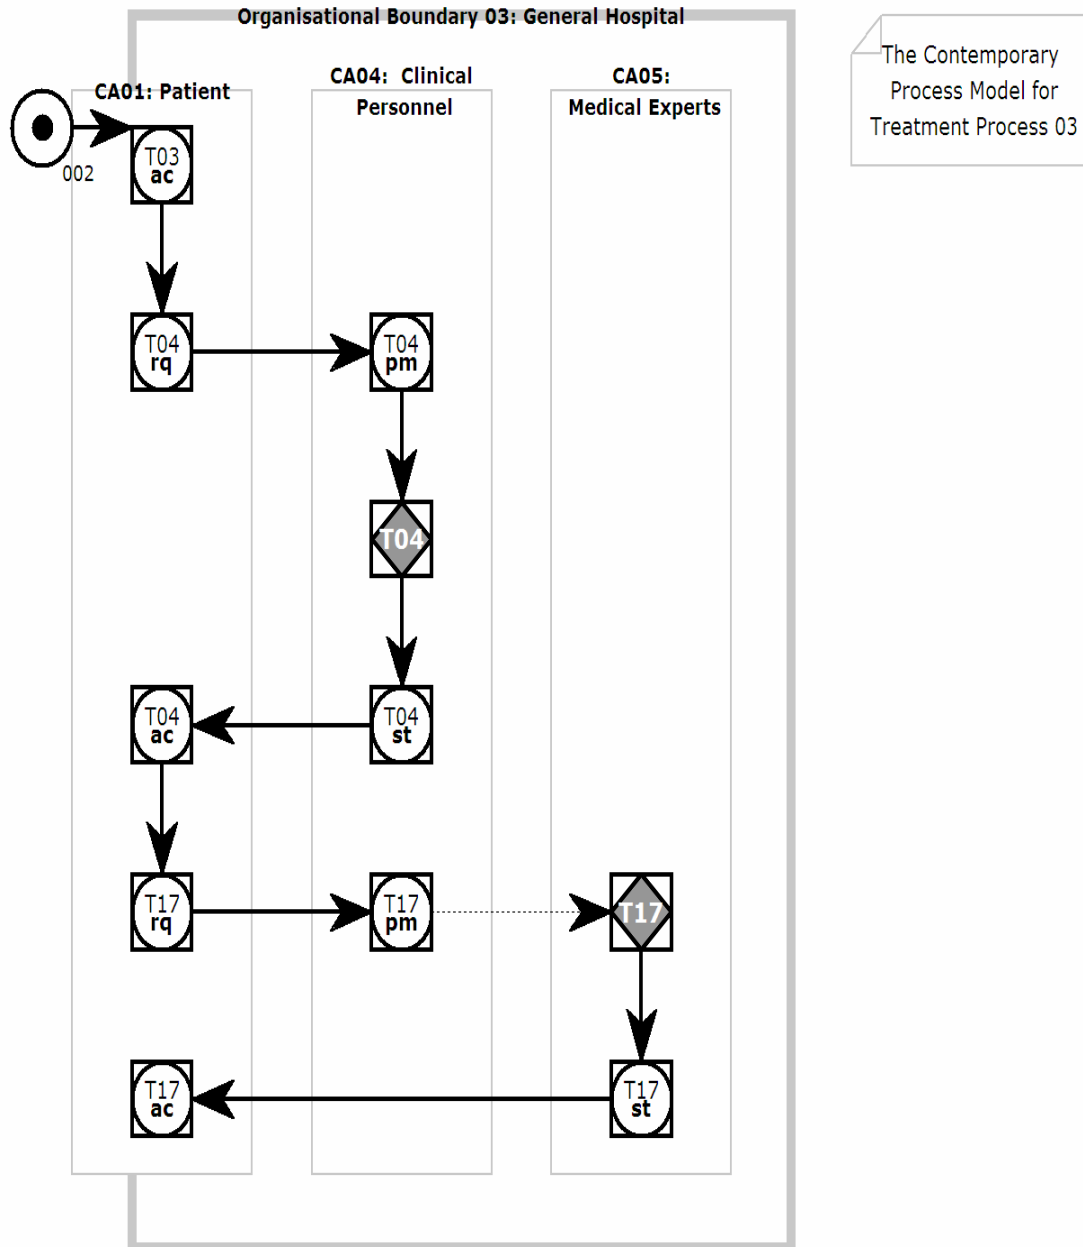 Organisational Boundary 03: General Hospital
The Contemporary
Process Model for
Treatment Process 03
CA01: Patient
CA04:  Clinical
Personnel
CA05:
Medical Experts
002
T03
ac
T04
rq
T04
pm
T04
T04
ac
T04
st
T17
rq
T17
pm
T17
T17
ac
T17
st